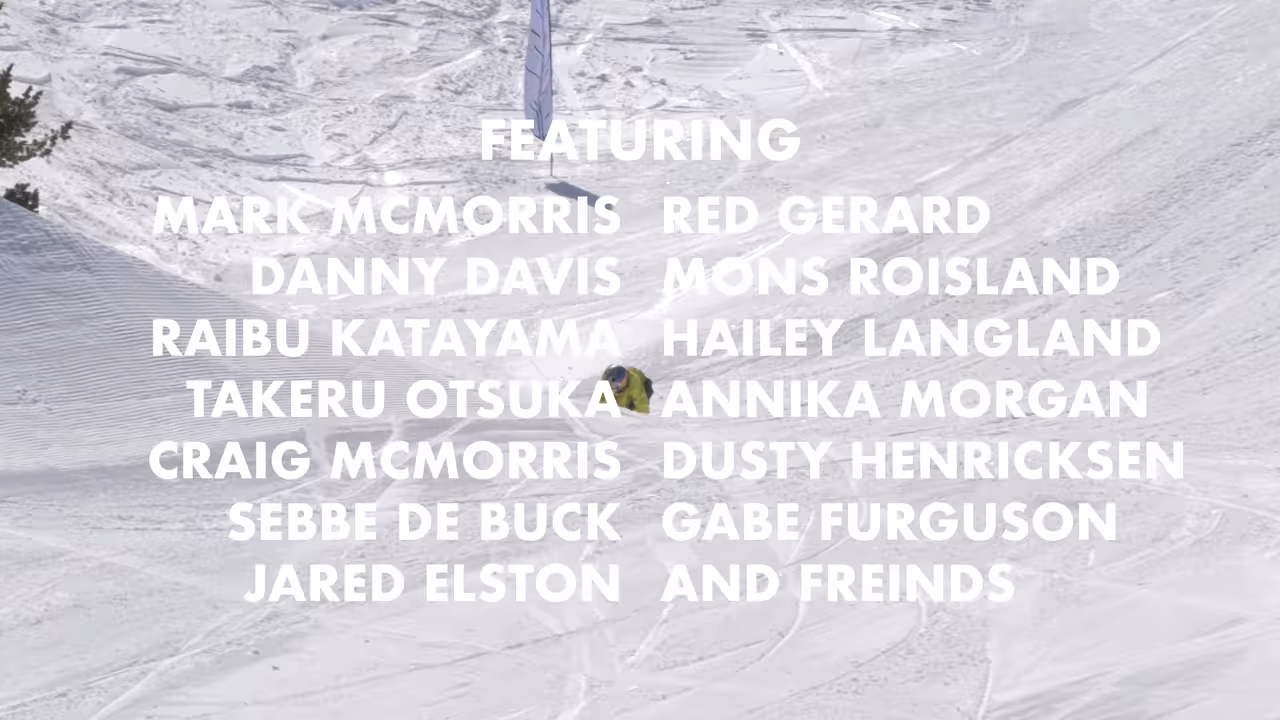 FEATURING
MARK MCMORRIS RED GERARD
DANNY DAVIS MONS ROISLAND
RAIBU KATAYAMA HAILEY LANGLAND
TAKERU OTSUKA ANNIKA MORGAN
CRAIG MCMORRIS DUSTY HENRICKSEN
SEBBE DE BUCK GABE FURGUSON
JARED ELSTON AND FREINDS